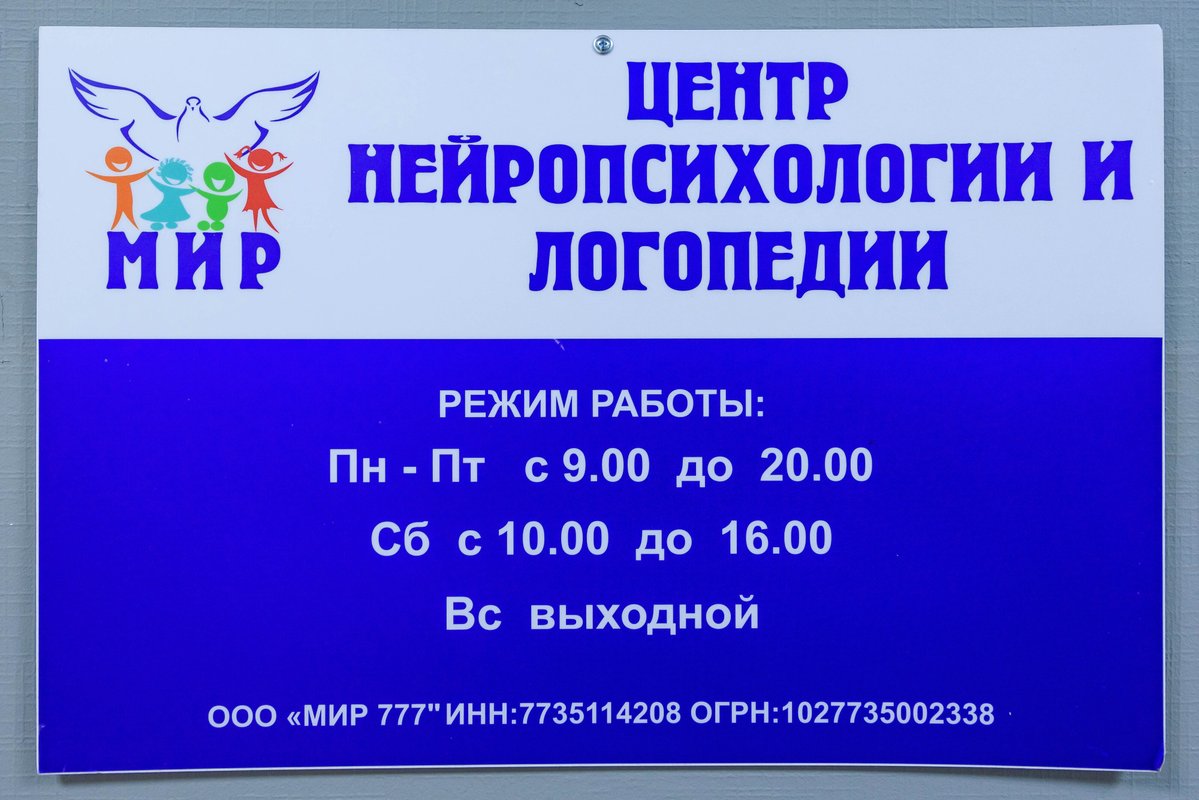 МИР
ЦЕНТР
НЕЙРОПСИХОЛОГИИ И
ЛОГОПЕДИИ
РЕЖИМ РАБОТЫ:
Пн - Пт с 9.00 до 20.00
Сб с 10.00 до 16.00
Вс выходной
ООО «МИР 777" ИНН:7735114208 ОГРН:1027735002338